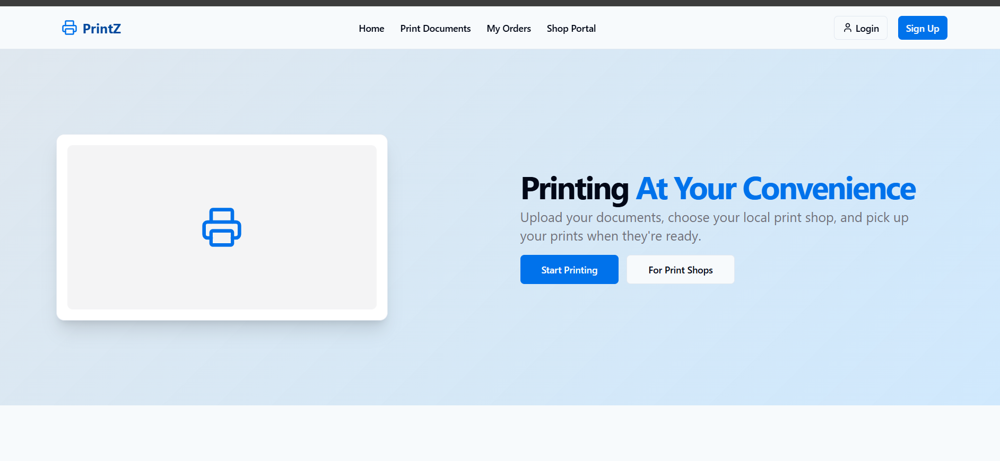 PrintZ
Home
Print Documents
My Orders
Shop Portal
Login
Sign Up
Printing At Your Convenience
Upload your documents, choose your local print shop, and pick up
your prints when they're ready.
Start Printing
For Print Shops